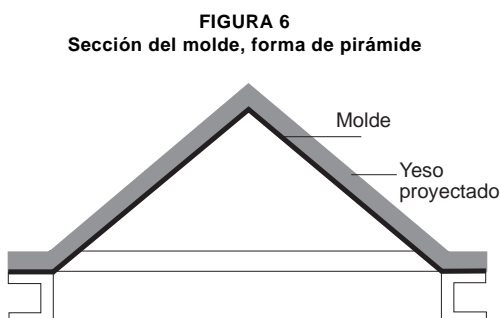 FIGURA 6
Sección del molde, forma de pirámide
Molde
Yeso
proyectado